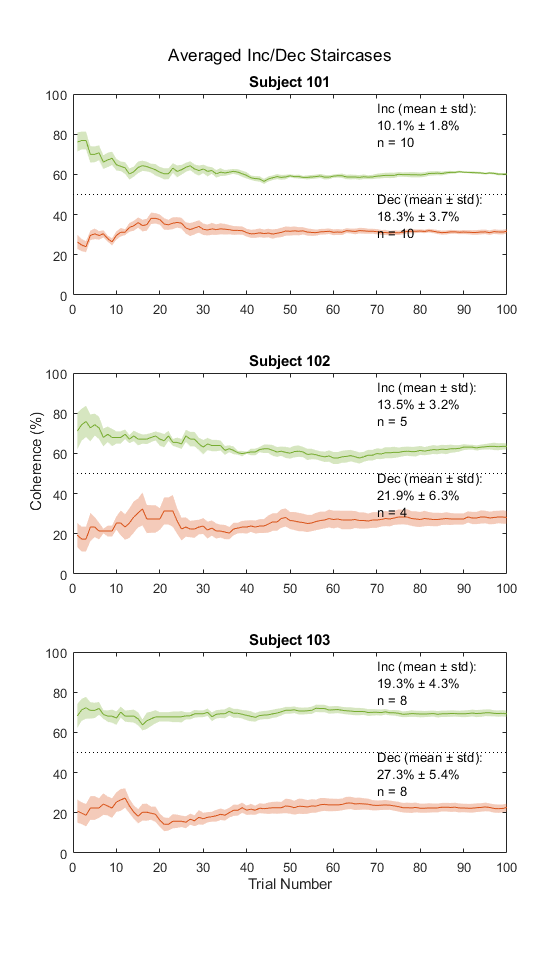 Averaged Inc/Dec Staircases
Subject 101
100
80
60
40
20
0
Inc (mean ± std):
10.1% ± 1.8%
n = 10
Dec (mean ± std):
18.3% ± 3.7%
n = 10
0 10 20 30 40 50 60 70 80 90 100
Subject 102
Coherence (%)
100
80
60
40
20
0
Inc (mean ± std):
13.5% ± 3.2%
n = 5
Dec (mean ± std):
21.9% ± 6.3%
n = 4
0 10 20 30 40 50 60 70 80 90 100
Subject 103
100
80
60
40
20
0
Inc (mean ± std):
19.3% ± 4.3%
n = 8
Dec (mean ± std):
27.3% ± 5.4%
n = 8
0 10 20 30 40 50 60 70 80 90 100
Trial Number